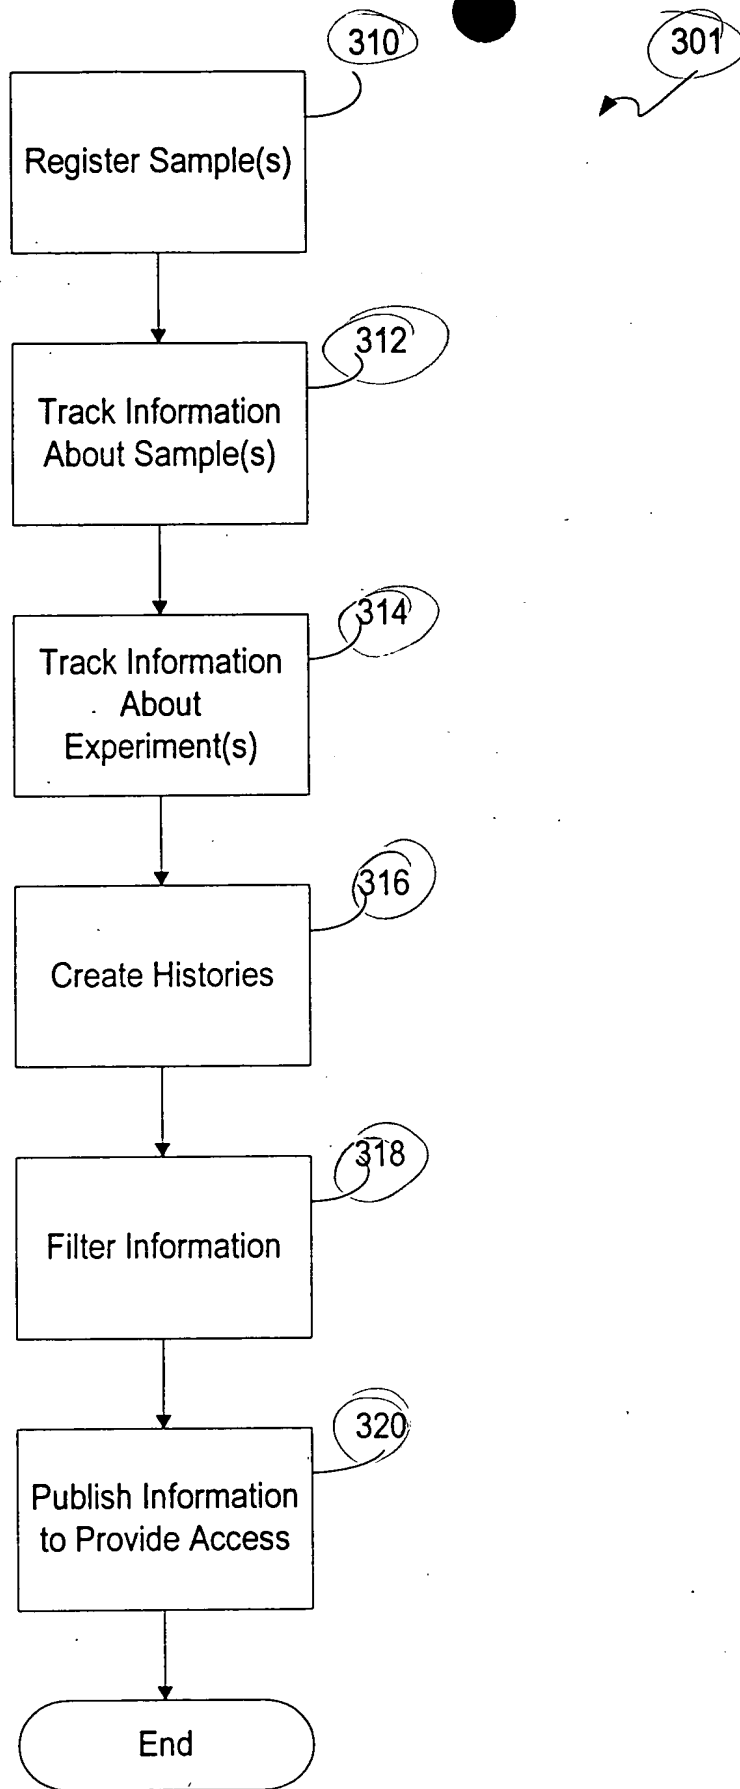 310
301
Register Sample(s)
312
Track Information
About Sample(s)
314
Track Information
About
Experiment(s)
316
Create Histories
318
Filter Information
320
Publish Information
to Provide Access
End